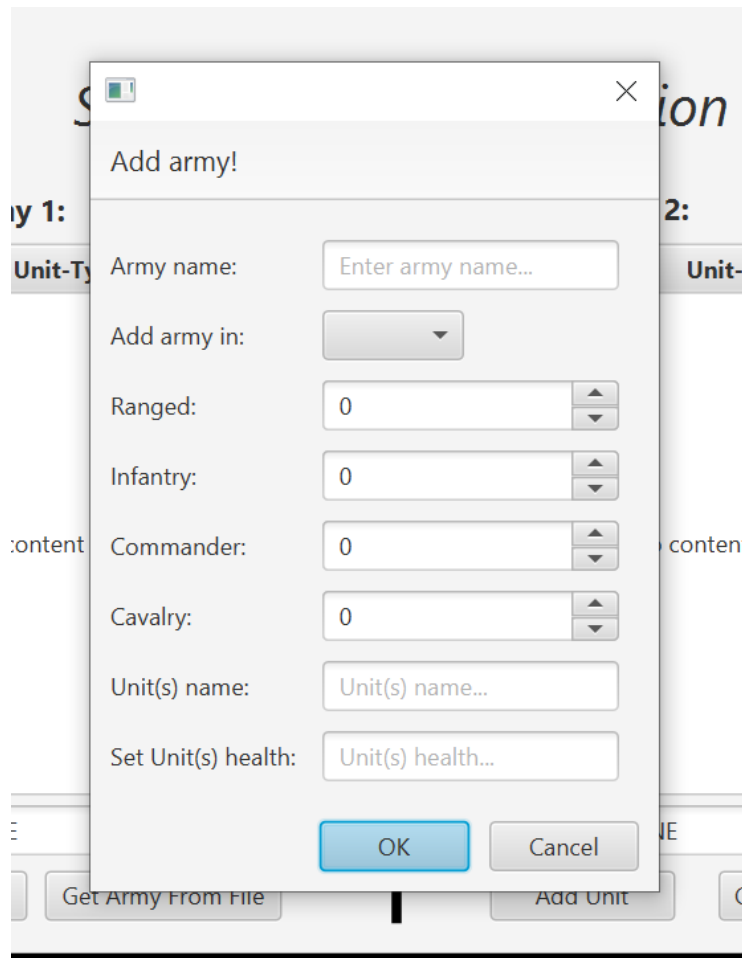 ion
Add army!
y 1:
2:
Unit-Ty
Unit-
Army name:
Enter army name...
Add army in:
Ranged:
0
Infantry:
0
content
Commander:
0
conten
Cavalry:
0
Unit(s) name:
Unit(s) name...
Set Unit(s) health:
Unit(s) health...
E
OK
Cancel
NE
Get Army From File
Add Unit